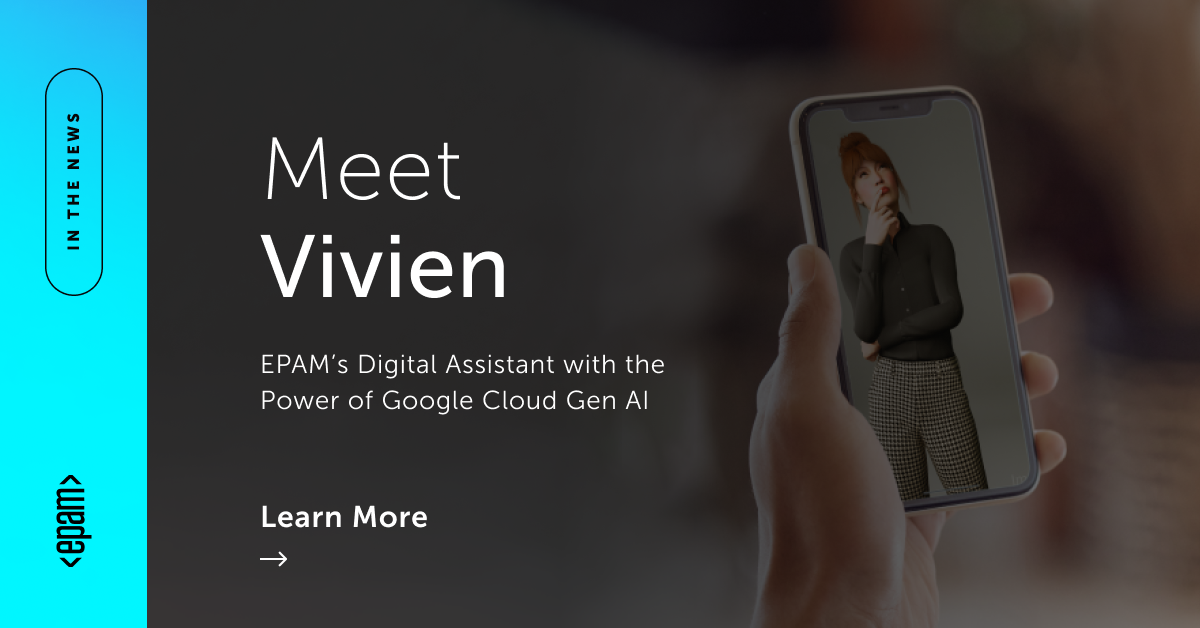 IN THE NEWS
<epam>
Meet
Vivien
EPAM’s Digital Assistant with the
Power of Google Cloud Gen AI
Learn More